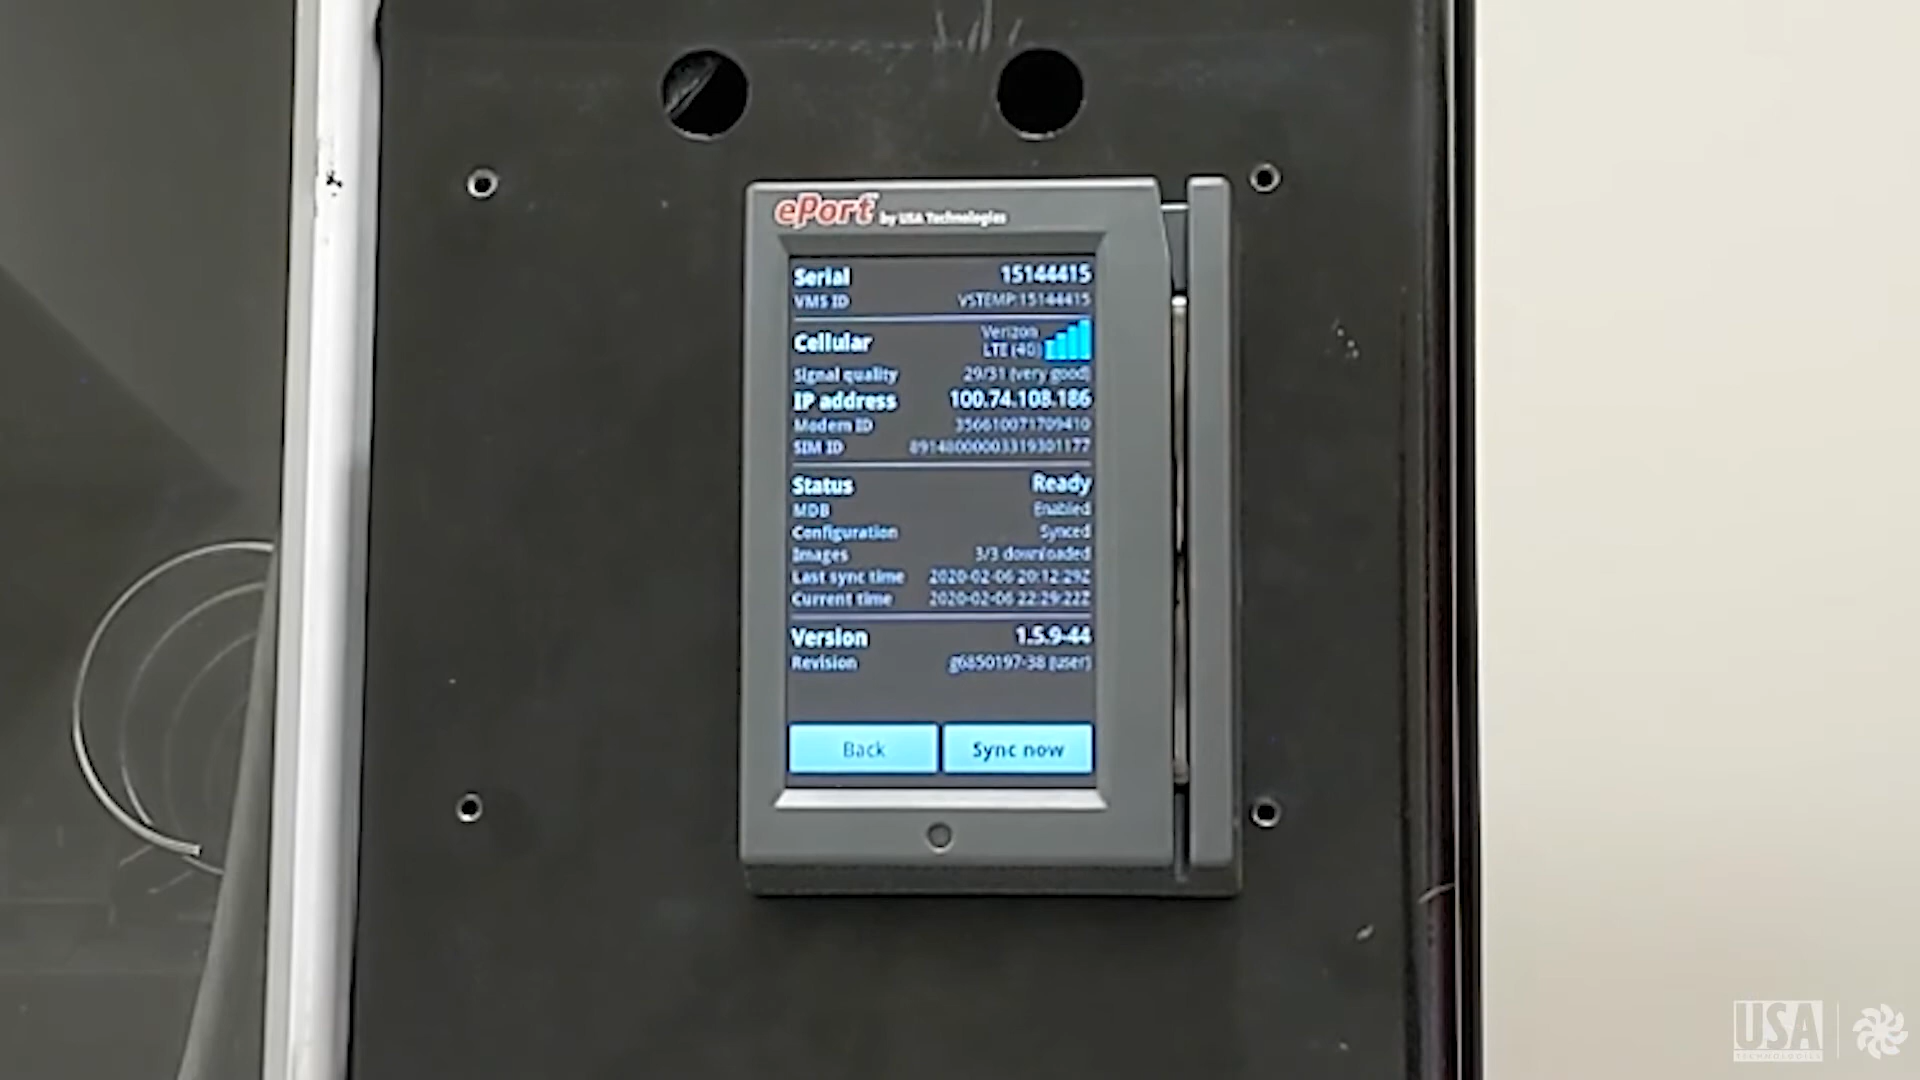 ePort by USA Technologies
Serial 15144415
VMS ID VSTEMP:15144415
Verizon
Cellular LTE (4G)
Signal quality 29/31 (very good)
IP address 100.74.108.186
Modem ID 356610071709410
SIM ID 89148000003319301177
Status Ready
MDB Enabled
Configuration Synced
Images 3/3 downloaded
Last sync time 2020-02-06 20:12:29Z
Current time 2020-02-06 22:29:22Z
Version 1.5.9-44
Revision g6850197-38 (user)
Back Sync now
USA
TECHNOLOGIES